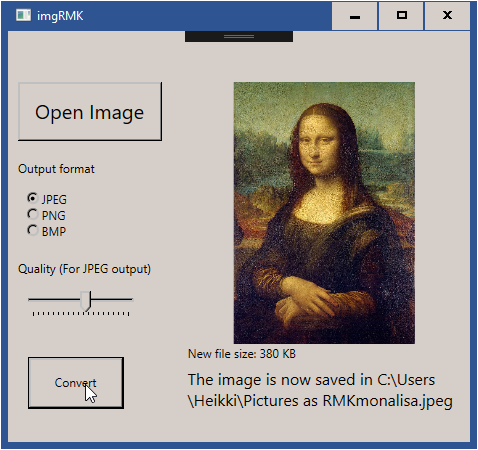 imgRMK
Open Image
Output format
JPEG
PNG
BMP
Quality (For JPEG output)
Convert
New file size: 380 KB
The image is now saved in C:\Users
\Heikki\Pictures as RMKmonalisa.jpeg